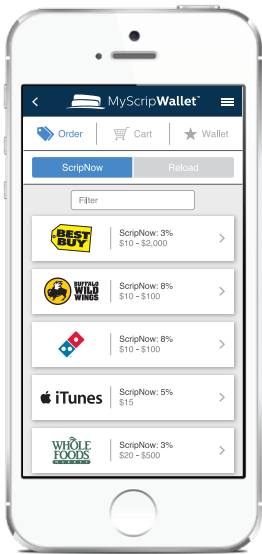 MyScripWallet™
Order
Cart
Wallet
ScripNow
Reload
Filter
BEST BUY
ScripNow: 3%
$10 - $2,000
BUFFALO
WILD
WINGS
ScripNow: 8%
$10 - $100
ScripNow: 8%
$10 - $100
iTunes
ScripNow: 5%
$15
WHOLE
FOODS
MARKET
ScripNow: 3%
$20 - $500